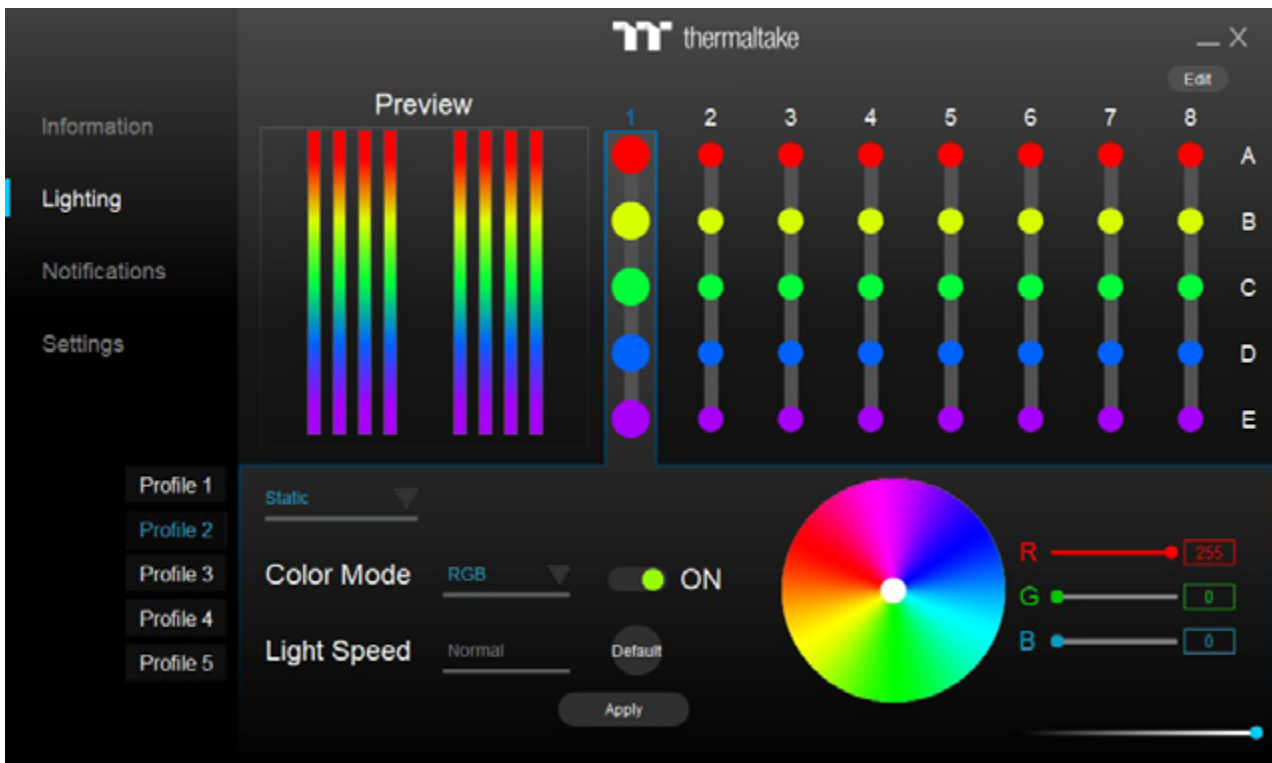 thermaltake
— X
Edit
Information
Lighting
Notifications
Settings
Preview
1 2 3 4 5 6 7 8
A
B
C
D
E
Profile 1
Profile 2
Profile 3
Profile 4
Profile 5
Static
Color Mode RGB ON
Light Speed Normal Default
Apply
R 255
G 0
B 0